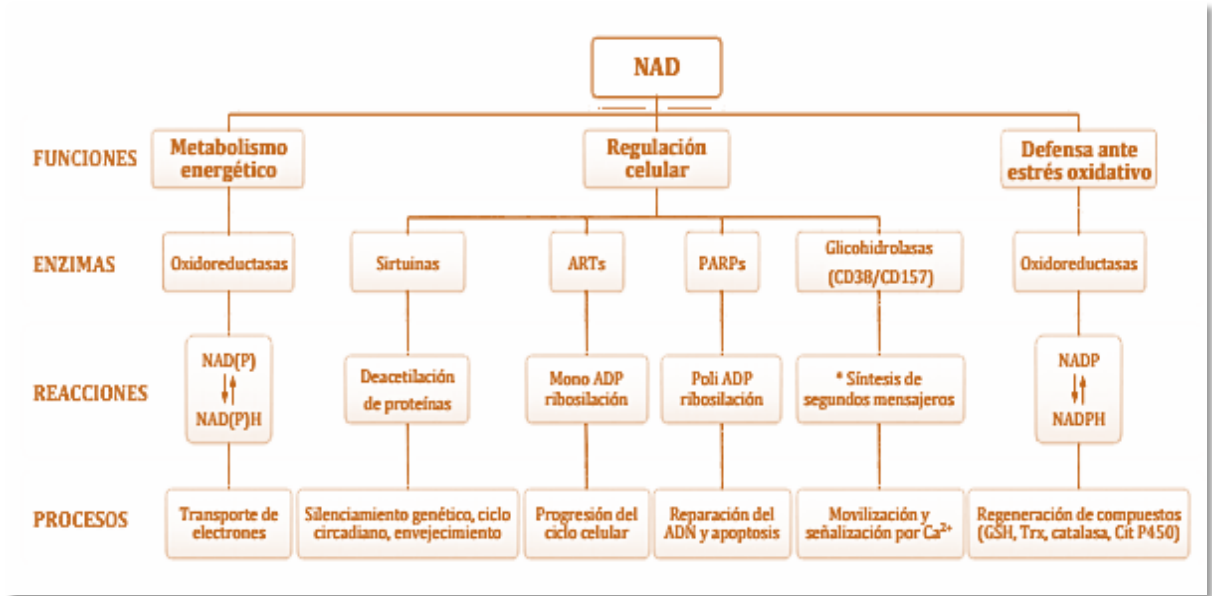 NAD
FUNCIONES
Metabolismo
energético
Regulación
celular
Defensa ante
estrés oxidativo
ENZIMAS
Oxidoreductasas
Sirtuinas
ARTs
PARPs
Glicohidrolasas
(CD38/CD157)
Oxidoreductasas
REACCIONES
NAD(P)
NAD(P)H
Deacetilación
de proteínas
Mono ADP
ribosilación
Poli ADP
ribosilación
* Síntesis de
segundos mensajeros
NADP
NADPH
PROCESOS
Transporte de
electrones
Silenciamiento genético, ciclo
circadiano, envejecimiento
Progresión del
ciclo celular
Reparación del
ADN y apoptosis
Movilización y
señalización por Ca²⁺
Regeneración de compuestos
(GSH, Trx, catalasa, Cit P450)